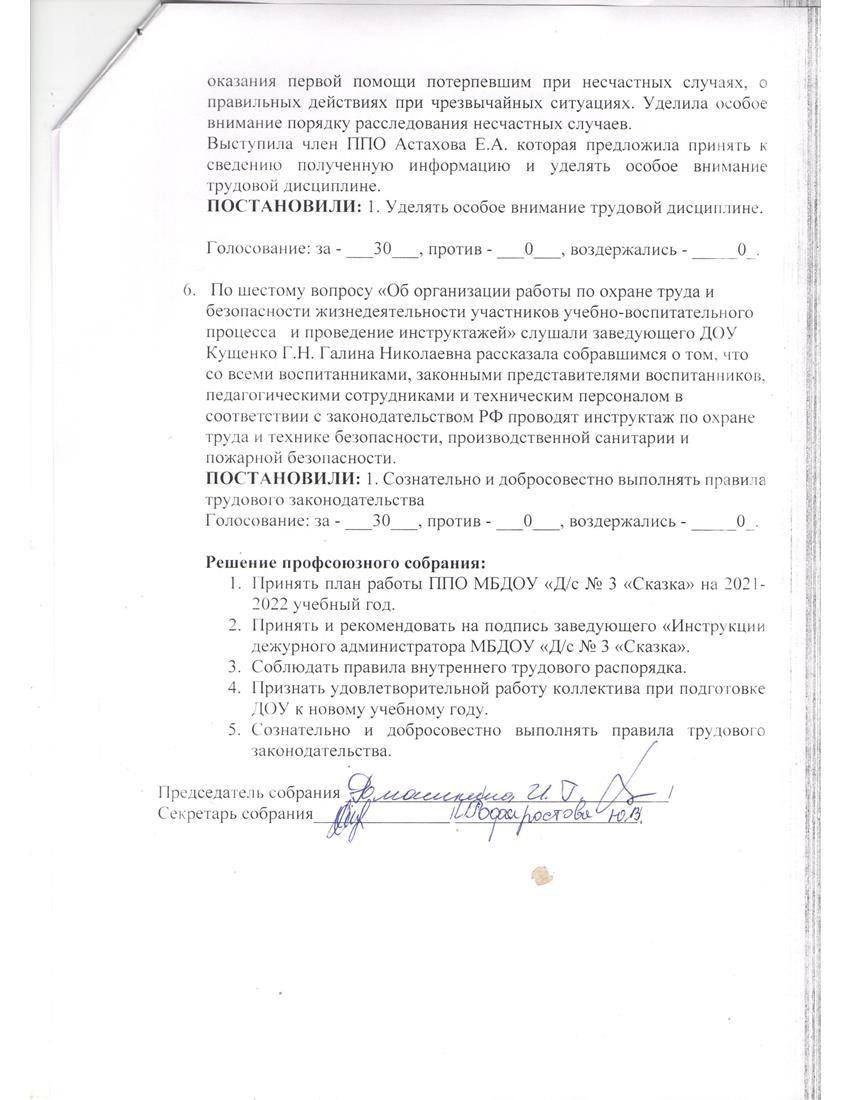 оказания первой помощи потерпевшим при несчастных случаях, о
правильных действиях при чрезвычайных ситуациях. Уделила особое
внимание порядку расследования несчастных случаев.
Выступила член ППО Астахова Е.А. которая предложила принять к
сведению полученную информацию и уделять особое внимание
трудовой дисциплине.
ПОСТАНОВИЛИ: 1. Уделять особое внимание трудовой дисциплине.
Голосование: за - ___30___, против - ___0___, воздержались - _____0_.
6. По шестому вопросу «Об организации работы по охране труда и
безопасности жизнедеятельности участников учебно-воспитательного
процесса и проведение инструктажей» слушали заведующего ДОУ
Кущенко Г.Н. Галина Николаевна рассказала собравшимся о том, что
со всеми воспитанниками, законными представителями воспитанников,
педагогическими сотрудниками и техническим персоналом в
соответствии с законодательством РФ проводят инструктаж по охране
труда и технике безопасности, производственной санитарии и
пожарной безопасности.
ПОСТАНОВИЛИ: 1. Сознательно и добросовестно выполнять правила
трудового законодательства
Голосование: за - ___30___, против - ___0___, воздержались - _____0_.
Решение профсоюзного собрания:
1. Принять план работы ППО МБДОУ «Д/с № 3 «Сказка» на 2021-
2022 учебный год.
2. Принять и рекомендовать на подпись заведующего «Инструкции
дежурного администратора МБДОУ «Д/с № 3 «Сказка».
3. Соблюдать правила внутреннего трудового распорядка.
4. Признать удовлетворительной работу коллектива при подготовке
ДОУ к новому учебному году.
5. Сознательно и добросовестно выполнять правила трудового
законодательства.
Председатель собрания И. Г. /
Секретарь собрания / Ю.В.